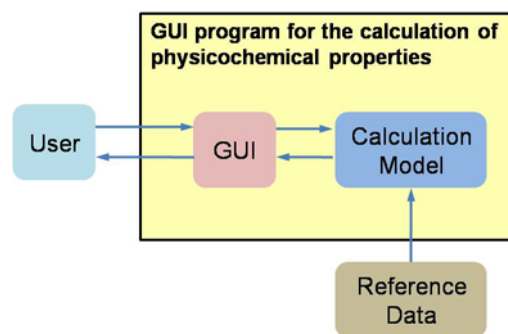 GUI program for the calculation of
physicochemical properties
User
GUI
Calculation
Model
Reference
Data